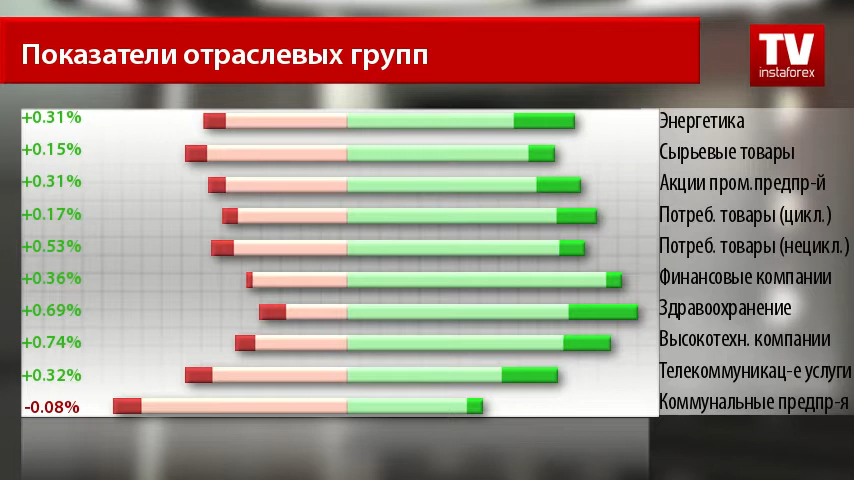 Показатели отраслевых групп
TV
instaforex
+0.31% Энергетика
+0.15% Сырьевые товары
+0.31% Акции пром.предпр-й
+0.17% Потреб. товары (цикл.)
+0.53% Потреб. товары (нецикл.)
+0.36% Финансовые компании
+0.69% Здравоохранение
+0.74% Высокотехн. компании
+0.32% Телекоммуникац-е услуги
-0.08% Коммунальные предпр-я